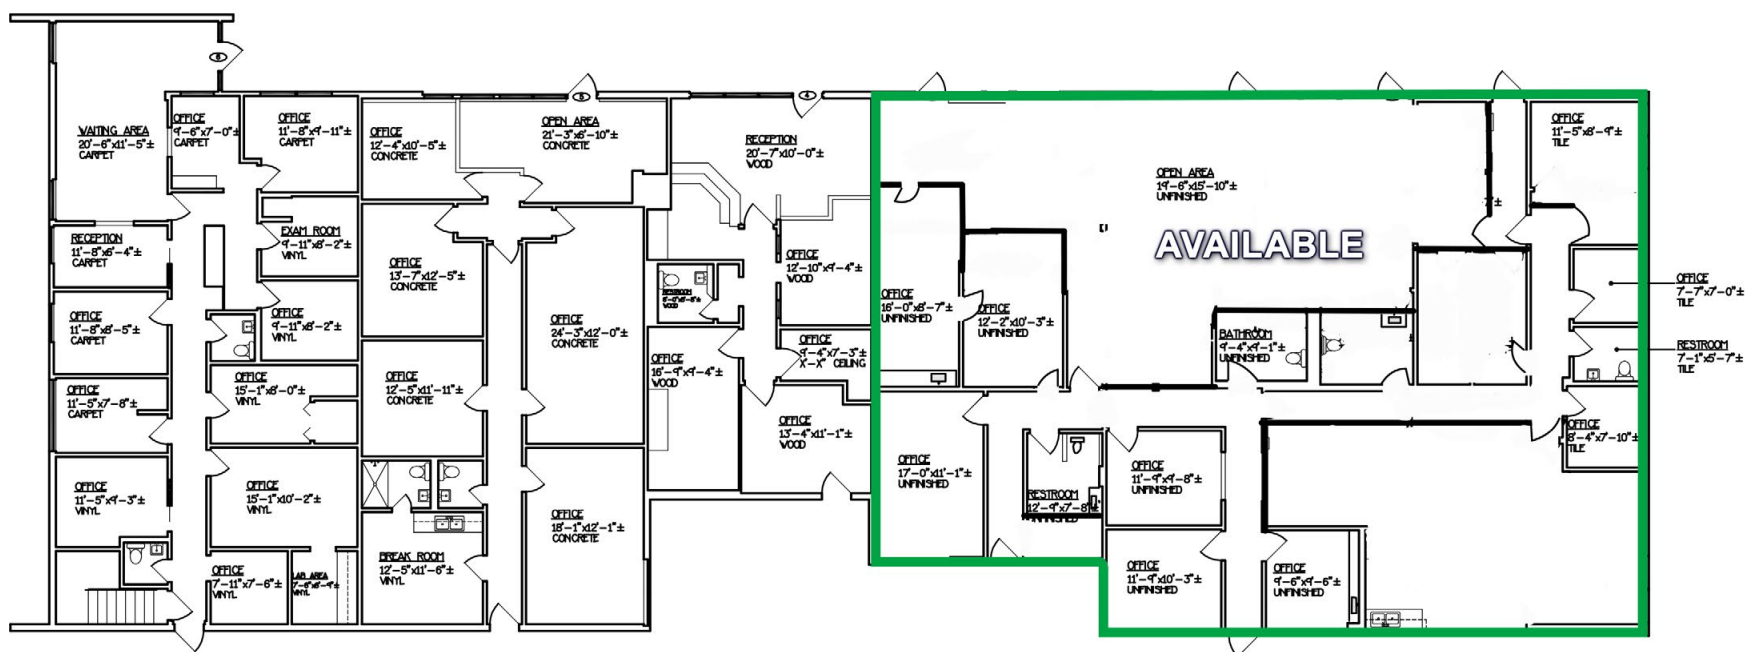 6
WAITING AREA
20'-6"x11'-5"±
CARPET
OFFICE
9'-6"x7'-0"±
CARPET
OFFICE
11'-8"x9'-11"±
CARPET
OFFICE
12'-4"x10'-5"±
CONCRETE
5
OPEN AREA
21'-3"x6'-10"±
CONCRETE
4
RECEPTION
20'-7"x10'-0"±
WOOD
RECEPTION
11'-8"x6'-4"±
CARPET
EXAM ROOM
9'-11"x8'-2"±
VINYL
OFFICE
13'-7"x12'-5"±
CONCRETE
OFFICE
12'-10"x9'-4"±
WOOD
OFFICE
11'-8"x8'-5"±
CARPET
OFFICE
9'-11"x8'-2"±
VINYL
OFFICE
24'-3"x12'-0"±
CONCRETE
RESTROOM
WOOD
OFFICE
16'-9"x9'-4"±
WOOD
OFFICE
9'-4"x7'-3"±
X'-X" CEILING
OFFICE
11'-5"x7'-8"±
CARPET
OFFICE
15'-1"x8'-0"±
VINYL
OFFICE
12'-5"x11'-11"±
CONCRETE
OFFICE
13'-4"x11'-1"±
WOOD
OFFICE
11'-5"x9'-3"±
VINYL
OFFICE
15'-1"x10'-2"±
VINYL
OFFICE
18'-1"x12'-1"±
CONCRETE
BREAK ROOM
12'-5"x11'-6"±
VINYL
OFFICE
7'-11"x7'-6"±
VINYL
LAB AREA
VINYL
OPEN AREA
19'-6"x15'-10"±
UNFINISHED
AVAILABLE
OFFICE
11'-5"x8'-9"±
TILE
OFFICE
16'-0"x8'-7"±
UNFINISHED
OFFICE
12'-2"x10'-3"±
UNFINISHED
BATHROOM
9'-4"x9'-1"±
UNFINISHED
OFFICE
7'-7"x7'-0"±
TILE
RESTROOM
7'-1"x5'-7"±
TILE
OFFICE
8'-4"x7'-10"±
TILE
OFFICE
17'-0"x11'-1"±
UNFINISHED
RESTROOM
12'-9"x7'-8"±
UNFINISHED
OFFICE
11'-9"x9'-8"±
UNFINISHED
OFFICE
11'-9"x10'-3"±
UNFINISHED
OFFICE
9'-6"x9'-6"±
UNFINISHED